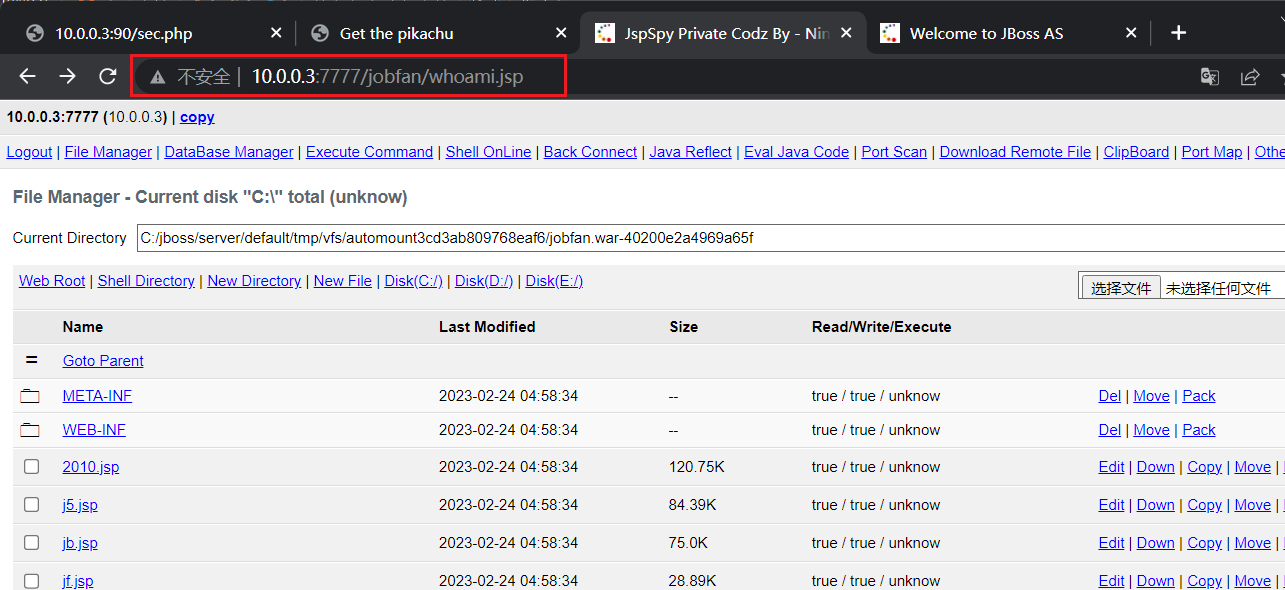 10.0.0.3:90/sec.php Get the pikachu JspSpy Private Codz By - Nin Welcome to JBoss AS
不安全 | 10.0.0.3:7777/jobfan/whoami.jsp
10.0.0.3:7777 (10.0.0.3) | copy
Logout | File Manager | DataBase Manager | Execute Command | Shell OnLine | Back Connect | Java Reflect | Eval Java Code | Port Scan | Download Remote File | ClipBoard | Port Map | Othe
File Manager - Current disk "C:\" total (unknow)
Current Directory C:/jboss/server/default/tmp/vfs/automount3cd3ab809768eaf6/jobfan.war-40200e2a4969a65f
Web Root | Shell Directory | New Directory | New File | Disk(C:/) | Disk(D:/) | Disk(E:/) 选择文件 未选择任何文件
Name Last Modified Size Read/Write/Execute
= Goto Parent
META-INF 2023-02-24 04:58:34 -- true / true / unknow Del | Move | Pack
WEB-INF 2023-02-24 04:58:34 -- true / true / unknow Del | Move | Pack
2010.jsp 2023-02-24 04:58:34 120.75K true / true / unknow Edit | Down | Copy | Move |
j5.jsp 2023-02-24 04:58:34 84.39K true / true / unknow Edit | Down | Copy | Move |
jb.jsp 2023-02-24 04:58:34 75.0K true / true / unknow Edit | Down | Copy | Move |
jf.jsp 2023-02-24 04:58:34 28.89K true / true / unknow Edit | Down | Copy | Move |